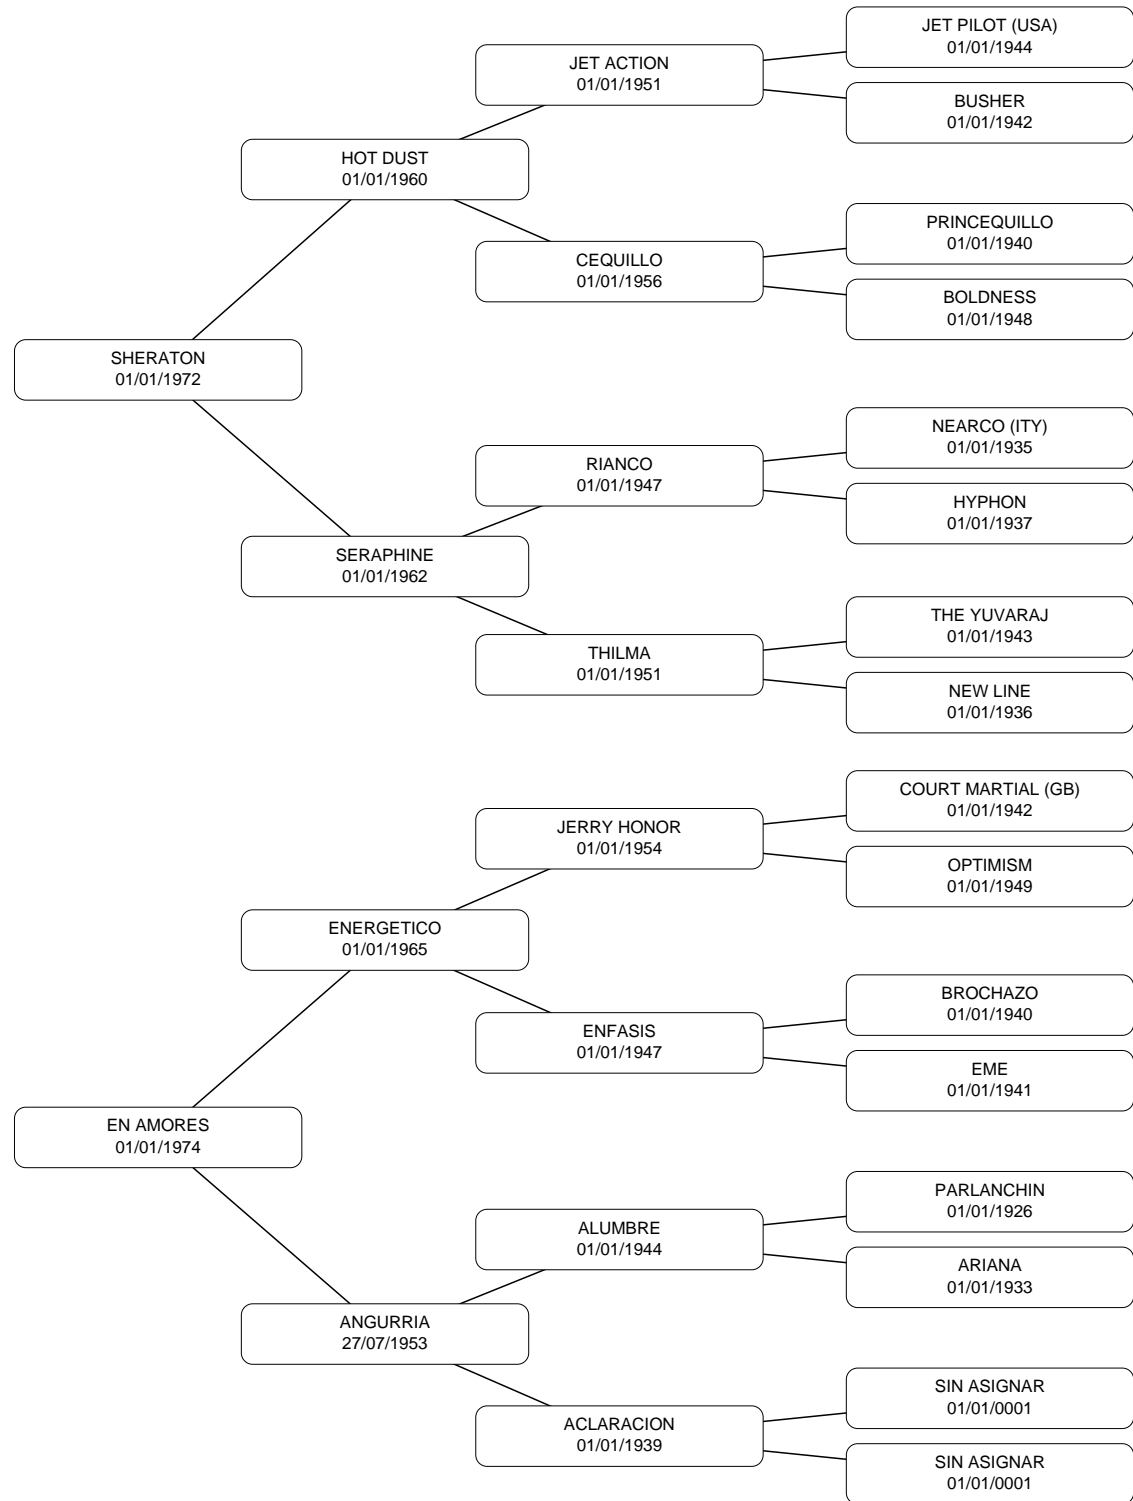 JET PILOT (USA)
01/01/1944
JET ACTION
01/01/1951
BUSHER
01/01/1942
HOT DUST
01/01/1960
PRINCEQUILLO
01/01/1940
CEQUILLO
01/01/1956
BOLDNESS
01/01/1948
SHERATON
01/01/1972
NEARCO (ITY)
01/01/1935
RIANCO
01/01/1947
HYPHON
01/01/1937
SERAPHINE
01/01/1962
THE YUVARAJ
01/01/1943
THILMA
01/01/1951
NEW LINE
01/01/1936
COURT MARTIAL (GB)
01/01/1942
JERRY HONOR
01/01/1954
OPTIMISM
01/01/1949
ENERGETICO
01/01/1965
BROCHAZO
01/01/1940
ENFASIS
01/01/1947
EME
01/01/1941
EN AMORES
01/01/1974
PARLANCHIN
01/01/1926
ALUMBRE
01/01/1944
ARIANA
01/01/1933
ANGURRIA
27/07/1953
SIN ASIGNAR
01/01/0001
ACLARACION
01/01/1939
SIN ASIGNAR
01/01/0001